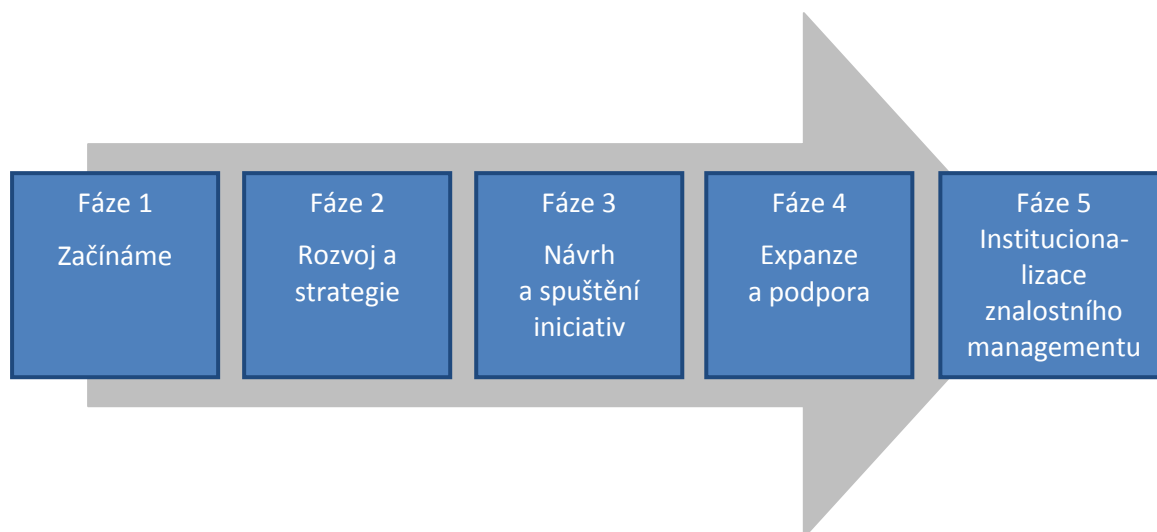 Fáze 1
Začínáme
Fáze 2
Rozvoj a
strategie
Fáze 3
Návrh
a spuštění
iniciativ
Fáze 4
Expanze
a podpora
Fáze 5
Instituciona-
lizace
znalostního
managementu